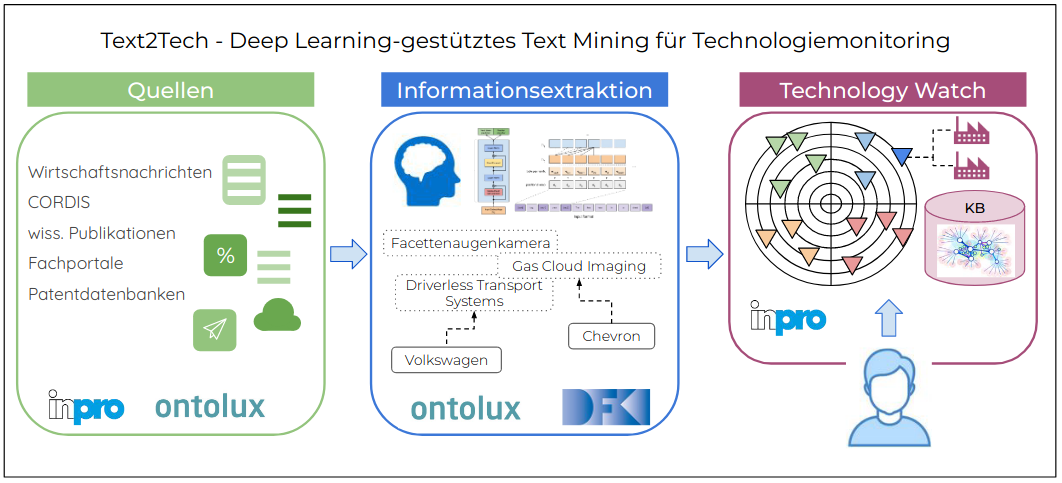 Text2Tech - Deep Learning-gestütztes Text Mining für Technologiemonitoring
Quellen
Wirtschaftsnachrichten
CORDIS
wiss. Publikationen
Fachportale
Patentdatenbanken
%
inpro
ontolux
Informationsextraktion
Facettenaugenkamera
Gas Cloud Imaging
Driverless Transport
Systems
Volkswagen
Chevron
ontolux
DFKI
Technology Watch
KB
inpro